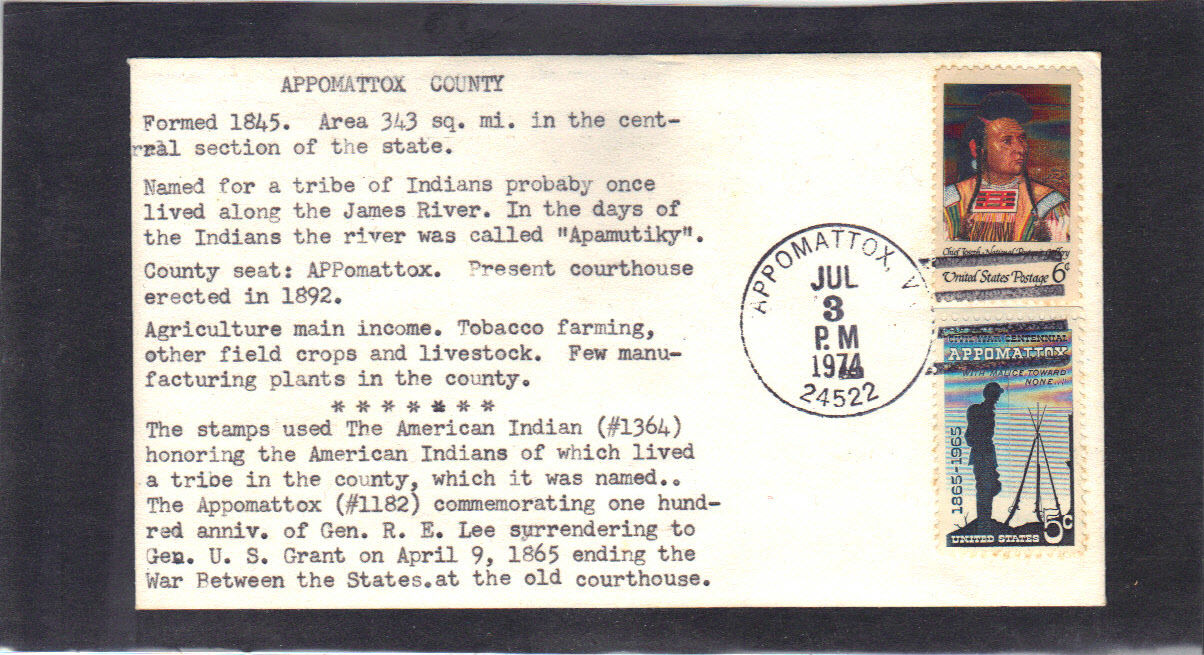 APPOMATTOX COUNTY
Formed 1845. Area 343 sq. mi. in the cent-
rral section of the state.
Named for a tribe of Indians probaby once
lived along the James River. In the days of
the Indians the river was called "Apamutiky".
County seat: APPomattox. Present courthouse
erected in 1892.
Agriculture main income. Tobacco farming,
other field crops and livestock. Few manu-
facturing plants in the county.
* * * * * * *
The stamps used The American Indian (#1364)
honoring the American Indians of which lived
a tribe in the county, which it was named..
The Appomattox (#1182) commemorating one hund-
red anniv. of Gen. R. E. Lee surrendering to
Gen. U. S. Grant on April 9, 1865 ending the
War Between the States.at the old courthouse.
APPOMATTOX, V
JUL
3
P.M
1974
24522
Chief Joseph, National Portrait Gallery
United States Postage 6¢
CIVIL WAR CENTENNIAL
APPOMATTOX
"WITH MALICE TOWARD
NONE..."
1865-1965
5c
UNITED STATES